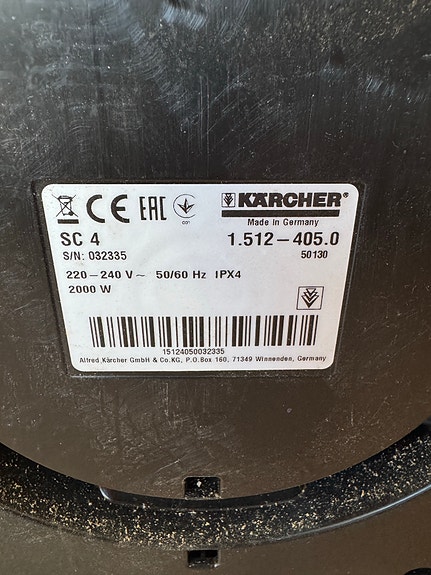 CE EAC
KÄRCHER®
Made in Germany
SC 4 1.512-405.0
S/N: 032335 50130
220-240 V~ 50/60 Hz IPX4
2000 W
15124050032335
Alfred Kärcher GmbH & Co.KG, P.O.Box 160, 71349 Winnenden, Germany